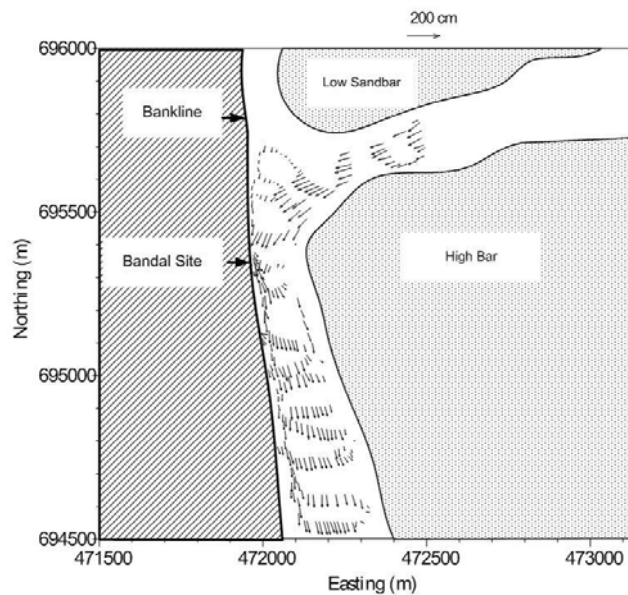 200 cm
696000
Low Sandbar
Bankline
695500
Bandal Site
High Bar
Northing (m)
695000
694500
471500 472000 472500 473000
Easting (m)